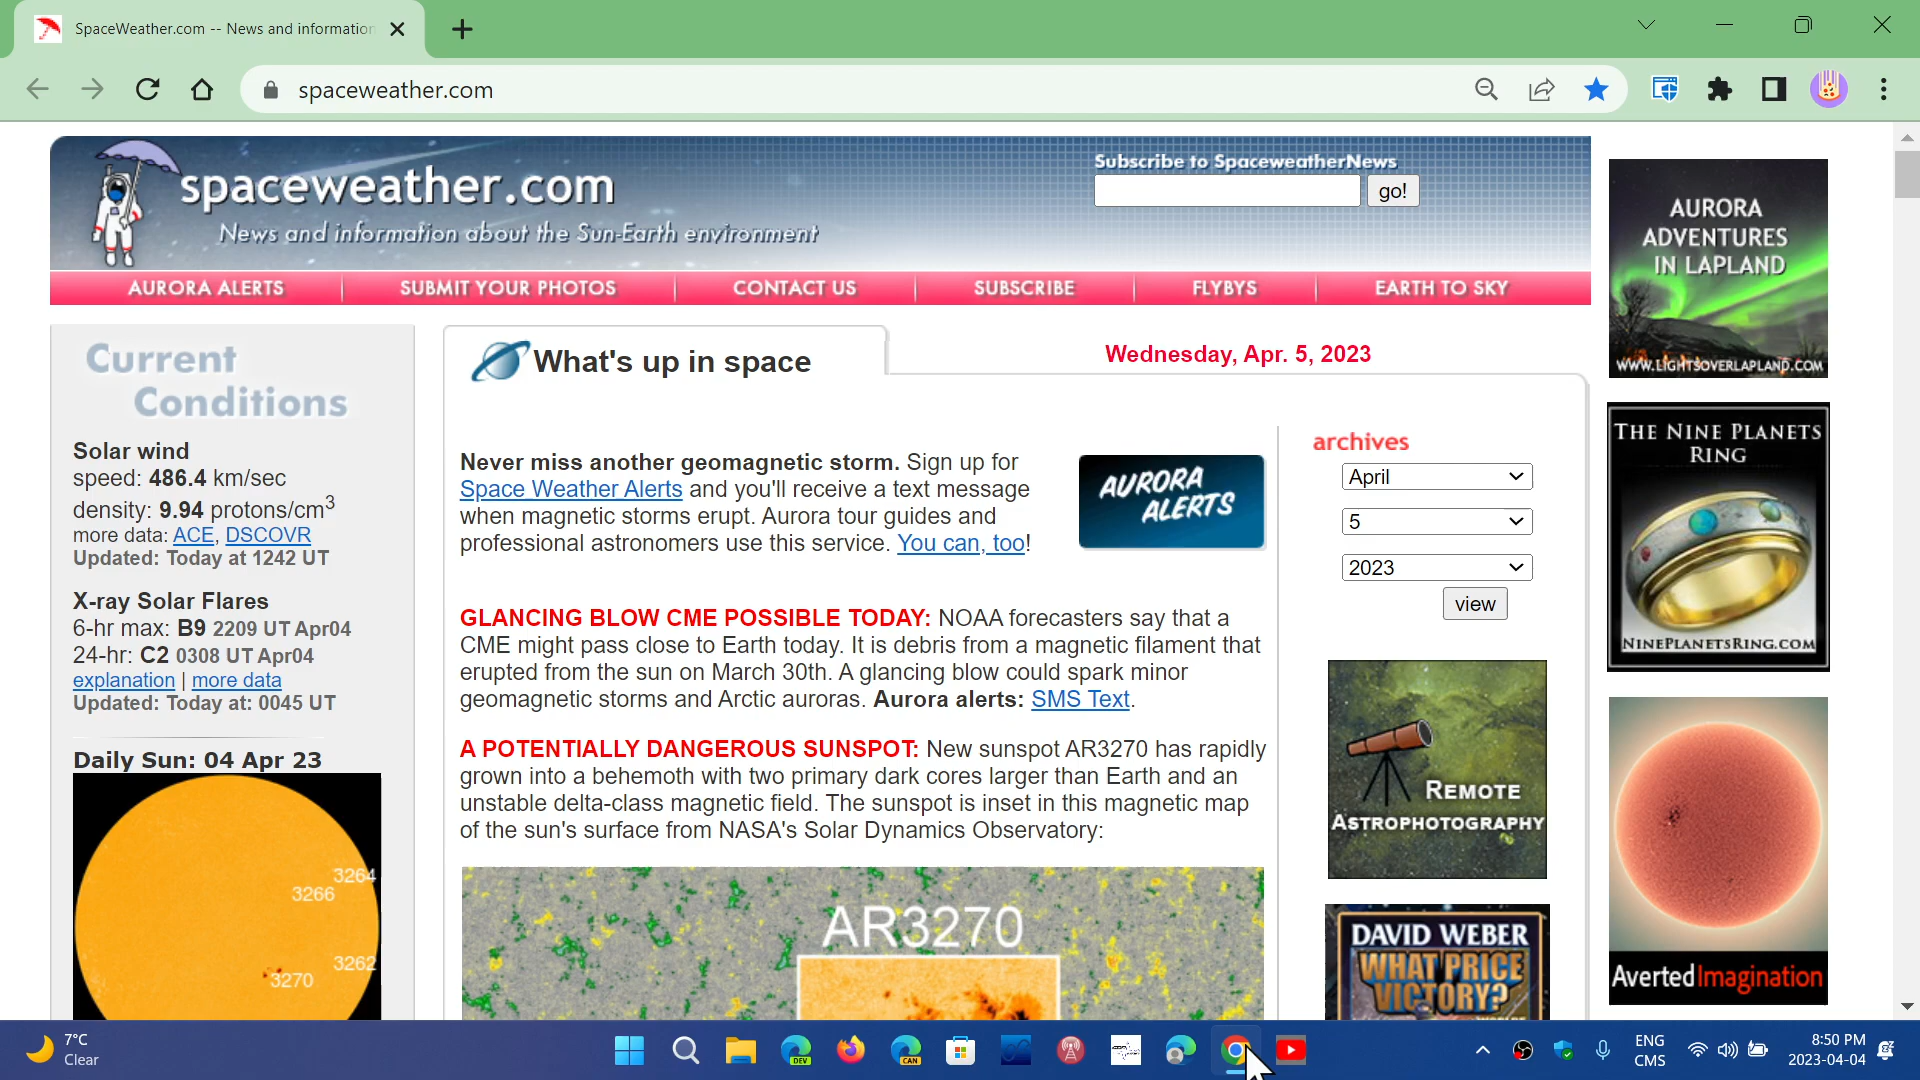 SpaceWeather.com -- News and information
spaceweather.com
spaceweather.com
News and information about the Sun-Earth environment
Subscribe to SpaceweatherNews
go!
AURORA ALERTS
SUBMIT YOUR PHOTOS
CONTACT US
SUBSCRIBE
FLYBYS
EARTH TO SKY
Current
Conditions
Solar wind
speed: 486.4 km/sec
density: 9.94 protons/cm3
more data: ACE, DSCOVR
Updated: Today at 1242 UT
X-ray Solar Flares
6-hr max: B9 2209 UT Apr04
24-hr: C2 0308 UT Apr04
explanation | more data
Updated: Today at: 0045 UT
Daily Sun: 04 Apr 23
3264
3266
3262
3270
What's up in space
Wednesday, Apr. 5, 2023
Never miss another geomagnetic storm. Sign up for
Space Weather Alerts and you'll receive a text message
when magnetic storms erupt. Aurora tour guides and
professional astronomers use this service. You can, too!
AURORA
ALERTS
GLANCING BLOW CME POSSIBLE TODAY: NOAA forecasters say that a
CME might pass close to Earth today. It is debris from a magnetic filament that
erupted from the sun on March 30th. A glancing blow could spark minor
geomagnetic storms and Arctic auroras. Aurora alerts: SMS Text.
A POTENTIALLY DANGEROUS SUNSPOT: New sunspot AR3270 has rapidly
grown into a behemoth with two primary dark cores larger than Earth and an
unstable delta-class magnetic field. The sunspot is inset in this magnetic map
of the sun's surface from NASA's Solar Dynamics Observatory:
AR3270
archives
April
5
2023
view
REMOTE
ASTROPHOTOGRAPHY
DAVID WEBER
WHAT PRICE
VICTORY?
AURORA
ADVENTURES
IN LAPLAND
WWW.LIGHTSOVERLAPLAND.COM
THE NINE PLANETS
RING
NINEPLANETSRING.COM
AvertedImagination
7°C
Clear
DEV
CAN
ENG
CMS
8:50 PM
2023-04-04